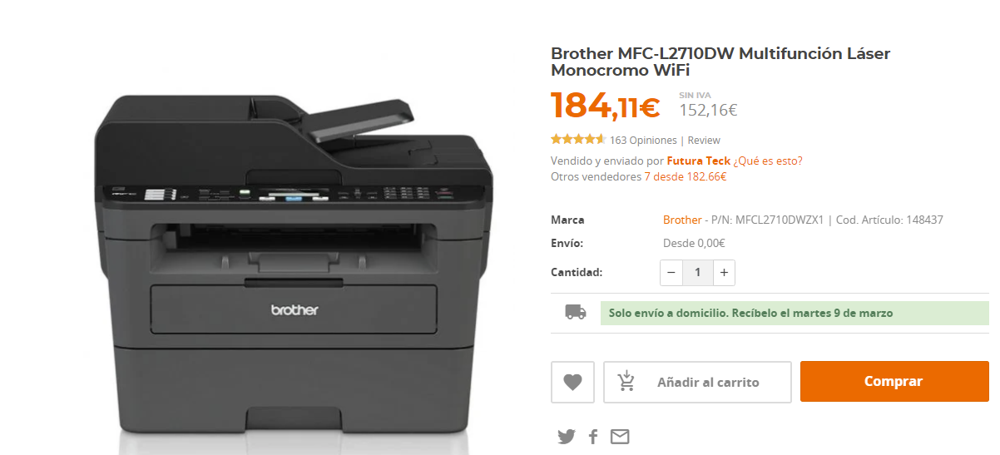 Brother MFC-L2710DW Multifunción Láser
Monocromo WiFi
184,11€
SIN IVA
152,16€
163 Opiniones | Review
Vendido y enviado por Futura Teck ¿Qué es esto?
Otros vendedores 7 desde 182.66€
Marca Brother - P/N: MFCL2710DWZX1 | Cod. Artículo: 148437
Envío: Desde 0,00€
Cantidad: − 1 +
Solo envío a domicilio. Recíbelo el martes 9 de marzo
Añadir al carrito
Comprar
brother